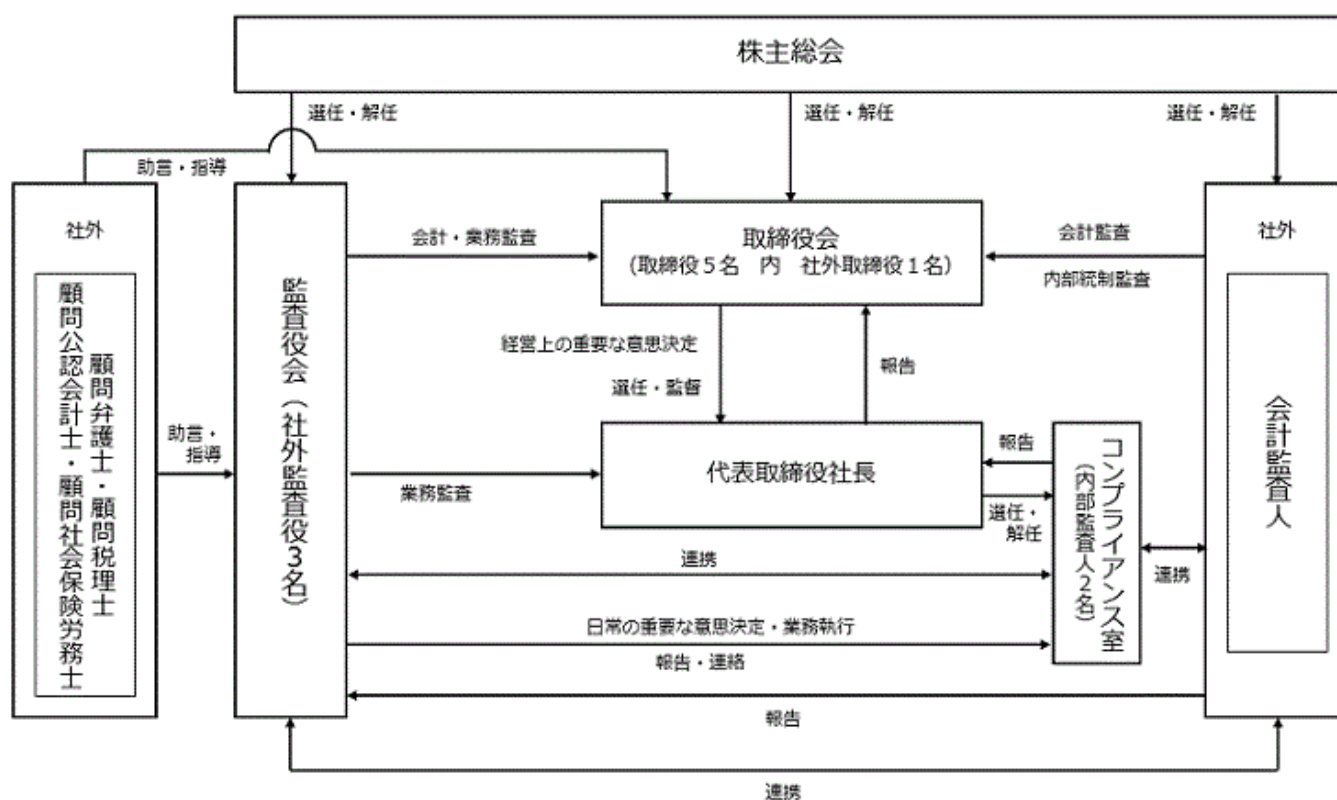 株主総会
選任・解任
選任・解任
選任・解任
助言・指導
社外
顧問弁護士・顧問税理士
顧問公認会計士・顧問社会保険労務士
助言・
指導
監査役会（社外監査役3名）
会計・業務監査
取締役会
（取締役５名　内　社外取締役１名）
会計監査
内部統制監査
社外
会計監査人
経営上の重要な意思決定
選任・監督
報告
業務監査
代表取締役社長
報告
選任・
解任
コンプライアンス室
（内部監査人２名）
連携
連携
日常の重要な意思決定・業務執行
報告・連絡
報告
連携